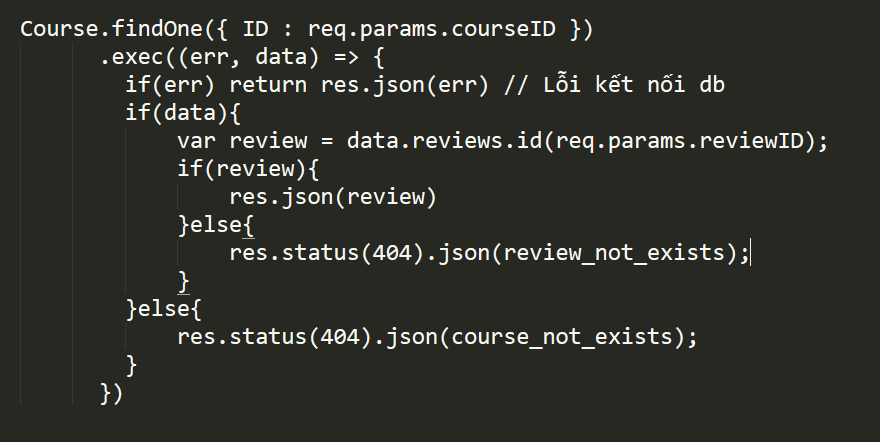 Course.findOne({ ID : req.params.courseID })
.exec((err, data) => {
if(err) return res.json(err) // Lỗi kết nối db
if(data){
var review = data.reviews.id(req.params.reviewID);
if(review){
res.json(review)
}else{
res.status(404).json(review_not_exists);
}
}else{
res.status(404).json(course_not_exists);
}
})